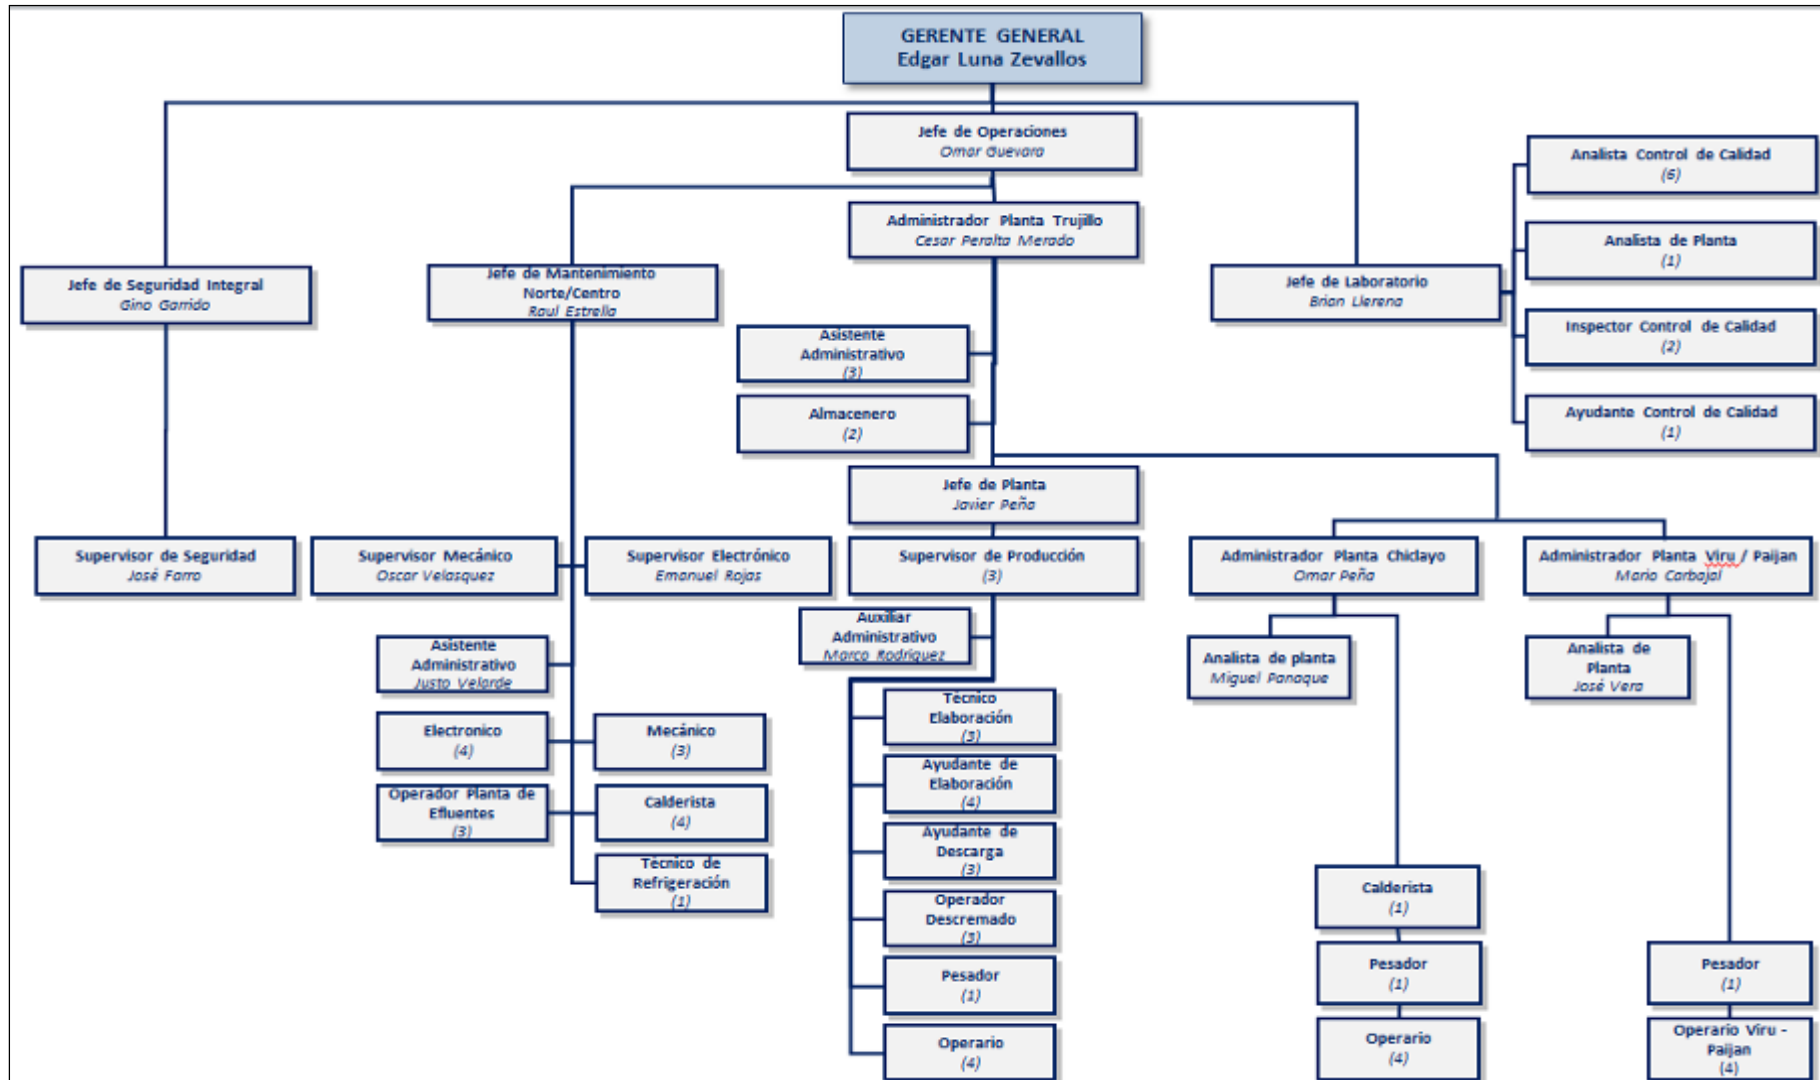 GERENTE GENERAL
Edgar Luna Zevallos
Jefe de Operaciones
Omar Guevara
Administrador Planta Trujillo
Cesar Peralta Merado
Jefe de Seguridad Integral
Gino Garrido
Jefe de Mantenimiento
Norte/Centro
Raul Estrella
Jefe de Laboratorio
Brian Llerena
Analista Control de Calidad
(6)
Analista de Planta
(1)
Inspector Control de Calidad
(2)
Ayudante Control de Calidad
(1)
Asistente
Administrativo
(3)
Almacenero
(2)
Jefe de Planta
Javier Peña
Supervisor de Seguridad
José Farro
Supervisor Mecánico
Oscar Velasquez
Supervisor Electrónico
Emanuel Rojas
Supervisor de Producción
(3)
Administrador Planta Chiclayo
Omar Peña
Administrador Planta Viru / Paijan
Mario Carbajal
Asistente
Administrativo
Justo Velarde
Electronico
(4)
Mecánico
(3)
Operador Planta de
Efluentes
(3)
Calderista
(4)
Técnico de
Refrigeración
(1)
Auxiliar
Administrativo
Marco Rodriquez
Técnico
Elaboración
(3)
Ayudante de
Elaboración
(4)
Ayudante de
Descarga
(3)
Operador
Descremado
(3)
Pesador
(1)
Operario
(4)
Analista de planta
Miguel Panaque
Calderista
(1)
Pesador
(1)
Operario
(4)
Analista de
Planta
José Vera
Pesador
(1)
Operario Viru -
Paijan
(4)